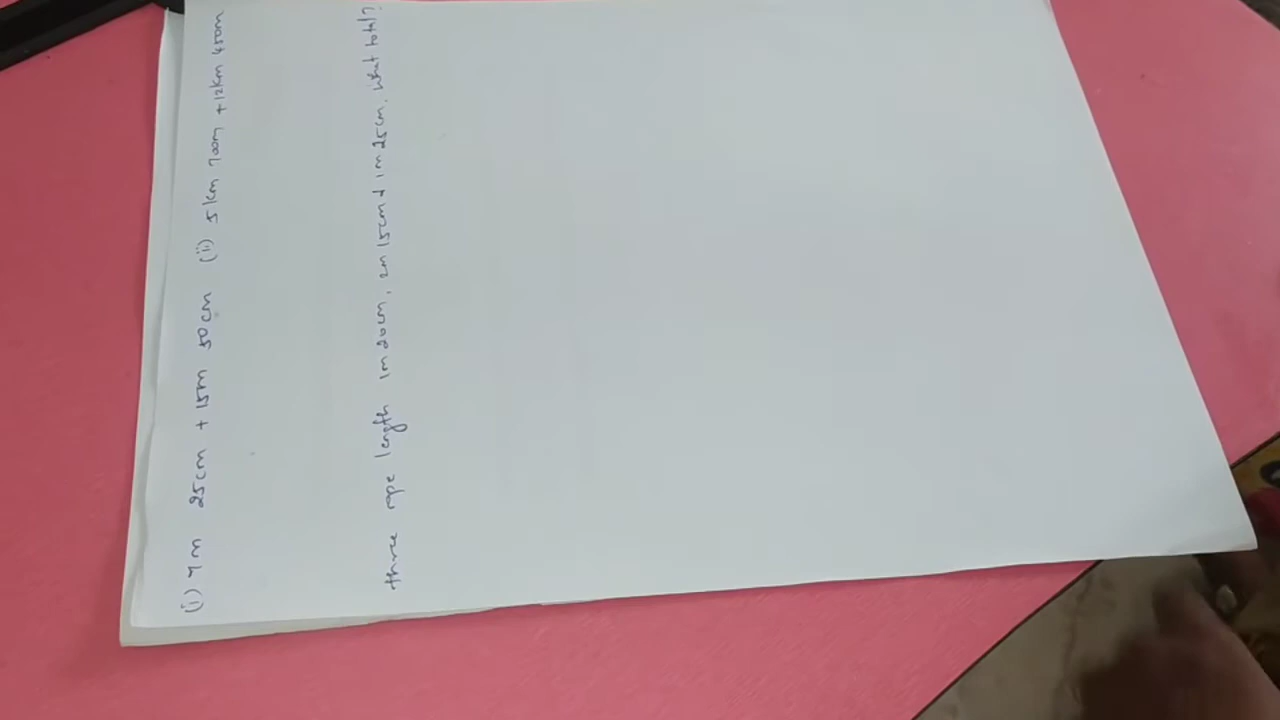 (i) 7m 25cm + 15m 50cm (ii) 5km 700m + 12km 450m
three rope length 1m 20cm, 2m 15cm + 1m 25cm. what total?